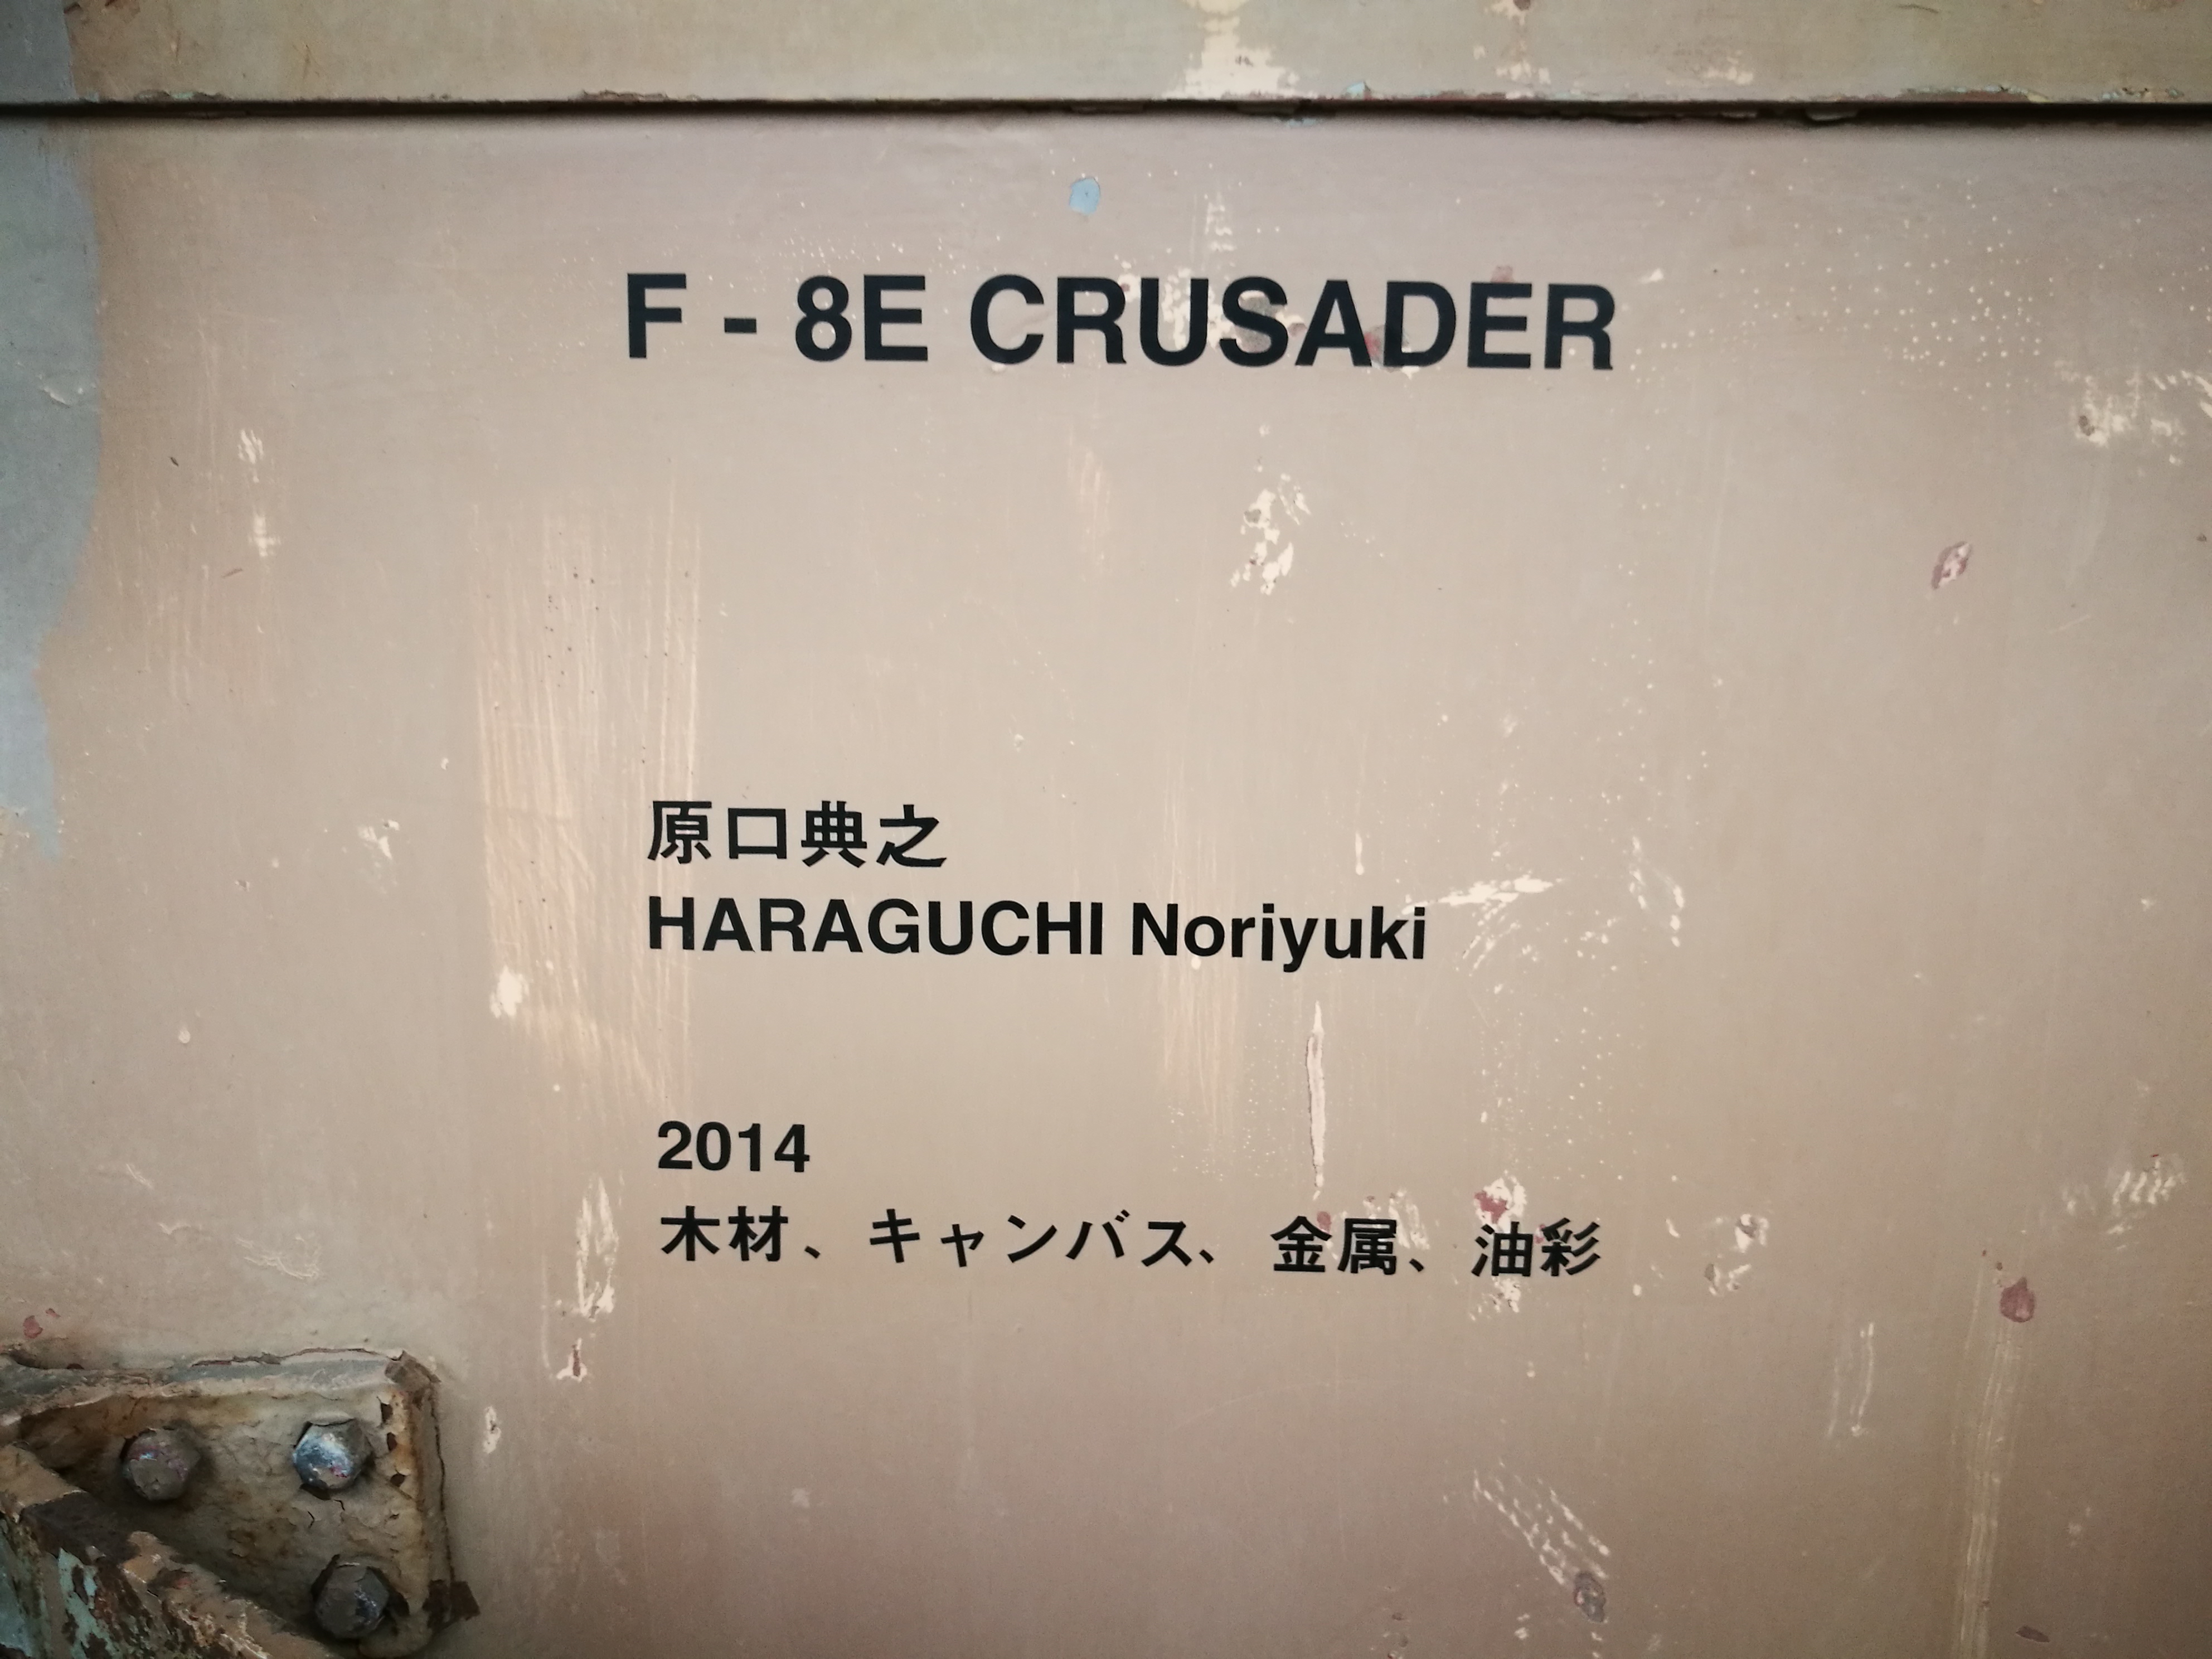 F - 8E CRUSADER
原口典之
HARAGUCHI Noriyuki
2014
木材、キャンバス、金属、油彩